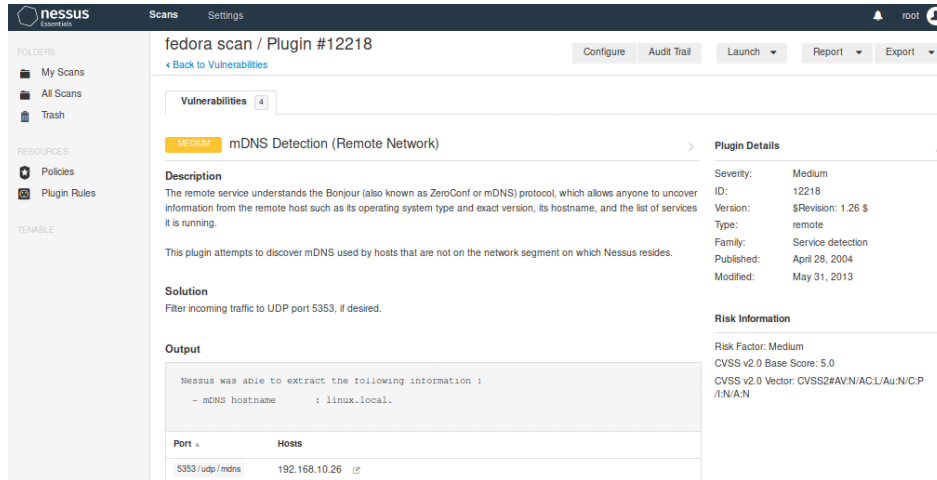 nessus
Essentials
Scans
Settings
root
FOLDERS
My Scans
All Scans
Trash
RESOURCES
Policies
Plugin Rules
TENABLE
fedora scan / Plugin #12218
Back to Vulnerabilities
Configure
Audit Trail
Launch
Report
Export
Vulnerabilities 4
MEDIUM mDNS Detection (Remote Network)
Description
The remote service understands the Bonjour (also known as ZeroConf or mDNS) protocol, which allows anyone to uncover
information from the remote host such as its operating system type and exact version, its hostname, and the list of services
it is running.
This plugin attempts to discover mDNS used by hosts that are not on the network segment on which Nessus resides.
Solution
Filter incoming traffic to UDP port 5353, if desired.
Output
Nessus was able to extract the following information :
- mDNS hostname : linux.local.
Port Hosts
5353 / udp / mdns 192.168.10.26
Plugin Details
Severity: Medium
ID: 12218
Version: $Revision: 1.26 $
Type: remote
Family: Service detection
Published: April 28, 2004
Modified: May 31, 2013
Risk Information
Risk Factor: Medium
CVSS v2.0 Base Score: 5.0
CVSS v2.0 Vector: CVSS2#AV:N/AC:L/Au:N/C:P
/I:N/A:N